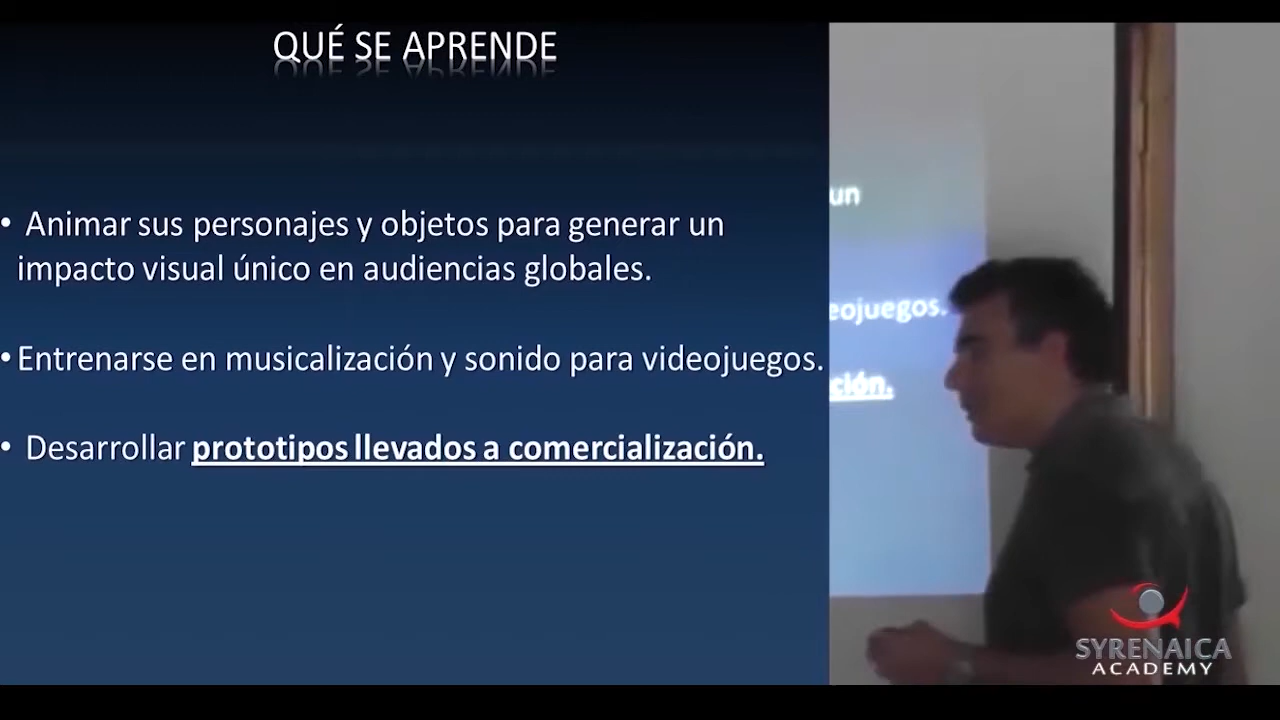 QUÉ SE APRENDE
• Animar sus personajes y objetos para generar un
impacto visual único en audiencias globales.
• Entrenarse en musicalización y sonido para videojuegos.
• Desarrollar prototipos llevados a comercialización.
un
eojuegos.
ción.
SYRENAICA
ACADEMY